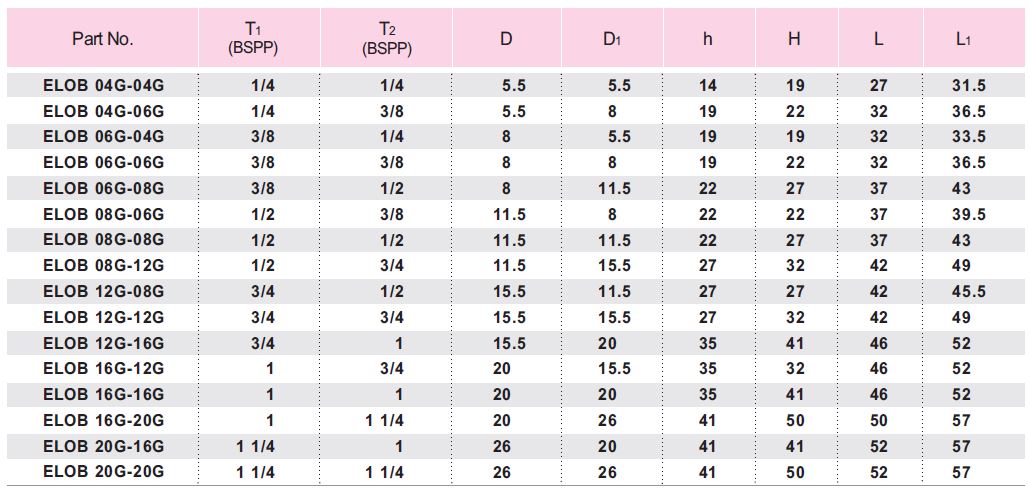 Part No. T1 (BSPP) T2 (BSPP) D D1 h H L L1
ELOB 04G-04G 1/4 1/4 5.5 5.5 14 19 27 31.5
ELOB 04G-06G 1/4 3/8 5.5 8 19 22 32 36.5
ELOB 06G-04G 3/8 1/4 8 5.5 19 19 32 33.5
ELOB 06G-06G 3/8 3/8 8 8 19 22 32 36.5
ELOB 06G-08G 3/8 1/2 8 11.5 22 27 37 43
ELOB 08G-06G 1/2 3/8 11.5 8 22 22 37 39.5
ELOB 08G-08G 1/2 1/2 11.5 11.5 22 27 37 43
ELOB 08G-12G 1/2 3/4 11.5 15.5 27 32 42 49
ELOB 12G-08G 3/4 1/2 15.5 11.5 27 27 42 45.5
ELOB 12G-12G 3/4 3/4 15.5 15.5 27 32 42 49
ELOB 12G-16G 3/4 1 15.5 20 35 41 46 52
ELOB 16G-12G 1 3/4 20 15.5 35 32 46 52
ELOB 16G-16G 1 1 20 20 35 41 46 52
ELOB 16G-20G 1 1 1/4 20 26 41 50 50 57
ELOB 20G-16G 1 1/4 1 26 20 41 41 52 57
ELOB 20G-20G 1 1/4 1 1/4 26 26 41 50 52 57